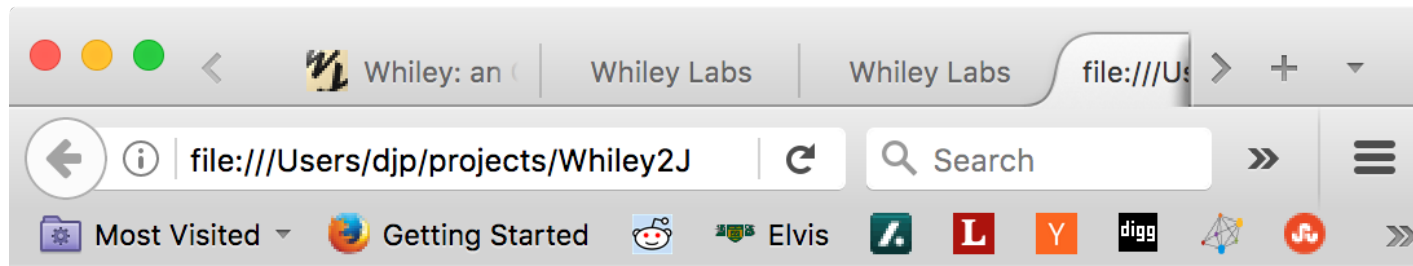 Whiley: an Whiley Labs Whiley Labs file:///Us
file:///Users/djp/projects/Whiley2J Search
Most Visited Getting Started Elvis L Y digg